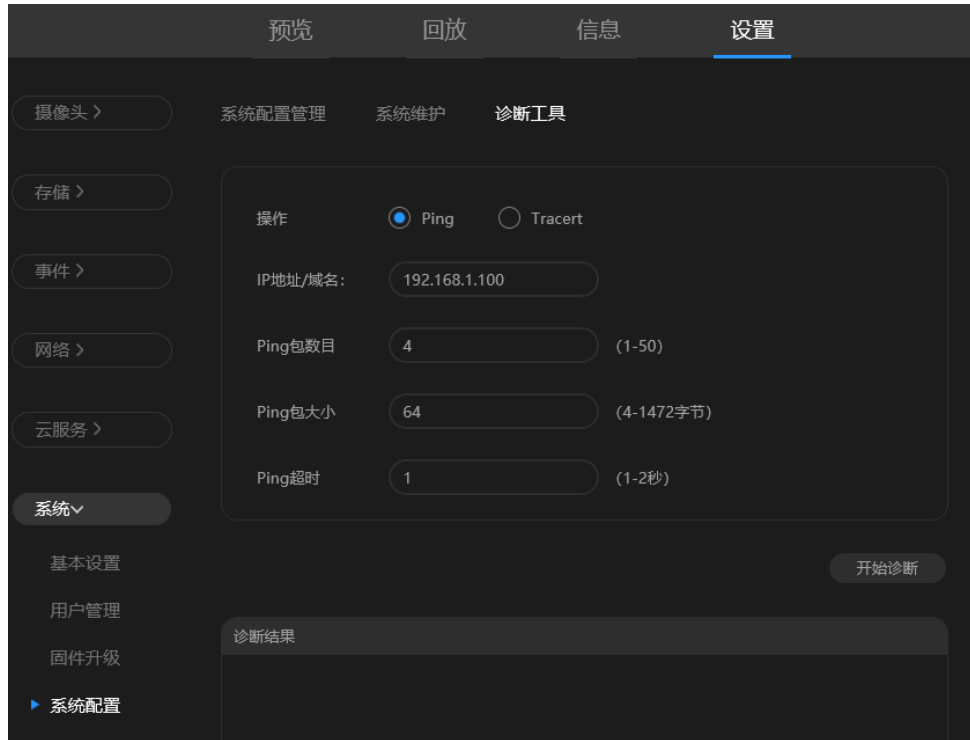 预览 回放 信息 设置
摄像头
系统配置管理 系统维护 诊断工具
存储
操作 Ping Tracert
事件
IP地址/域名: 192.168.1.100
网络
Ping包数目 4 (1-50)
云服务
Ping包大小 64 (4-1472字节)
Ping超时 1 (1-2秒)
系统
基本设置
开始诊断
用户管理
诊断结果
固件升级
系统配置